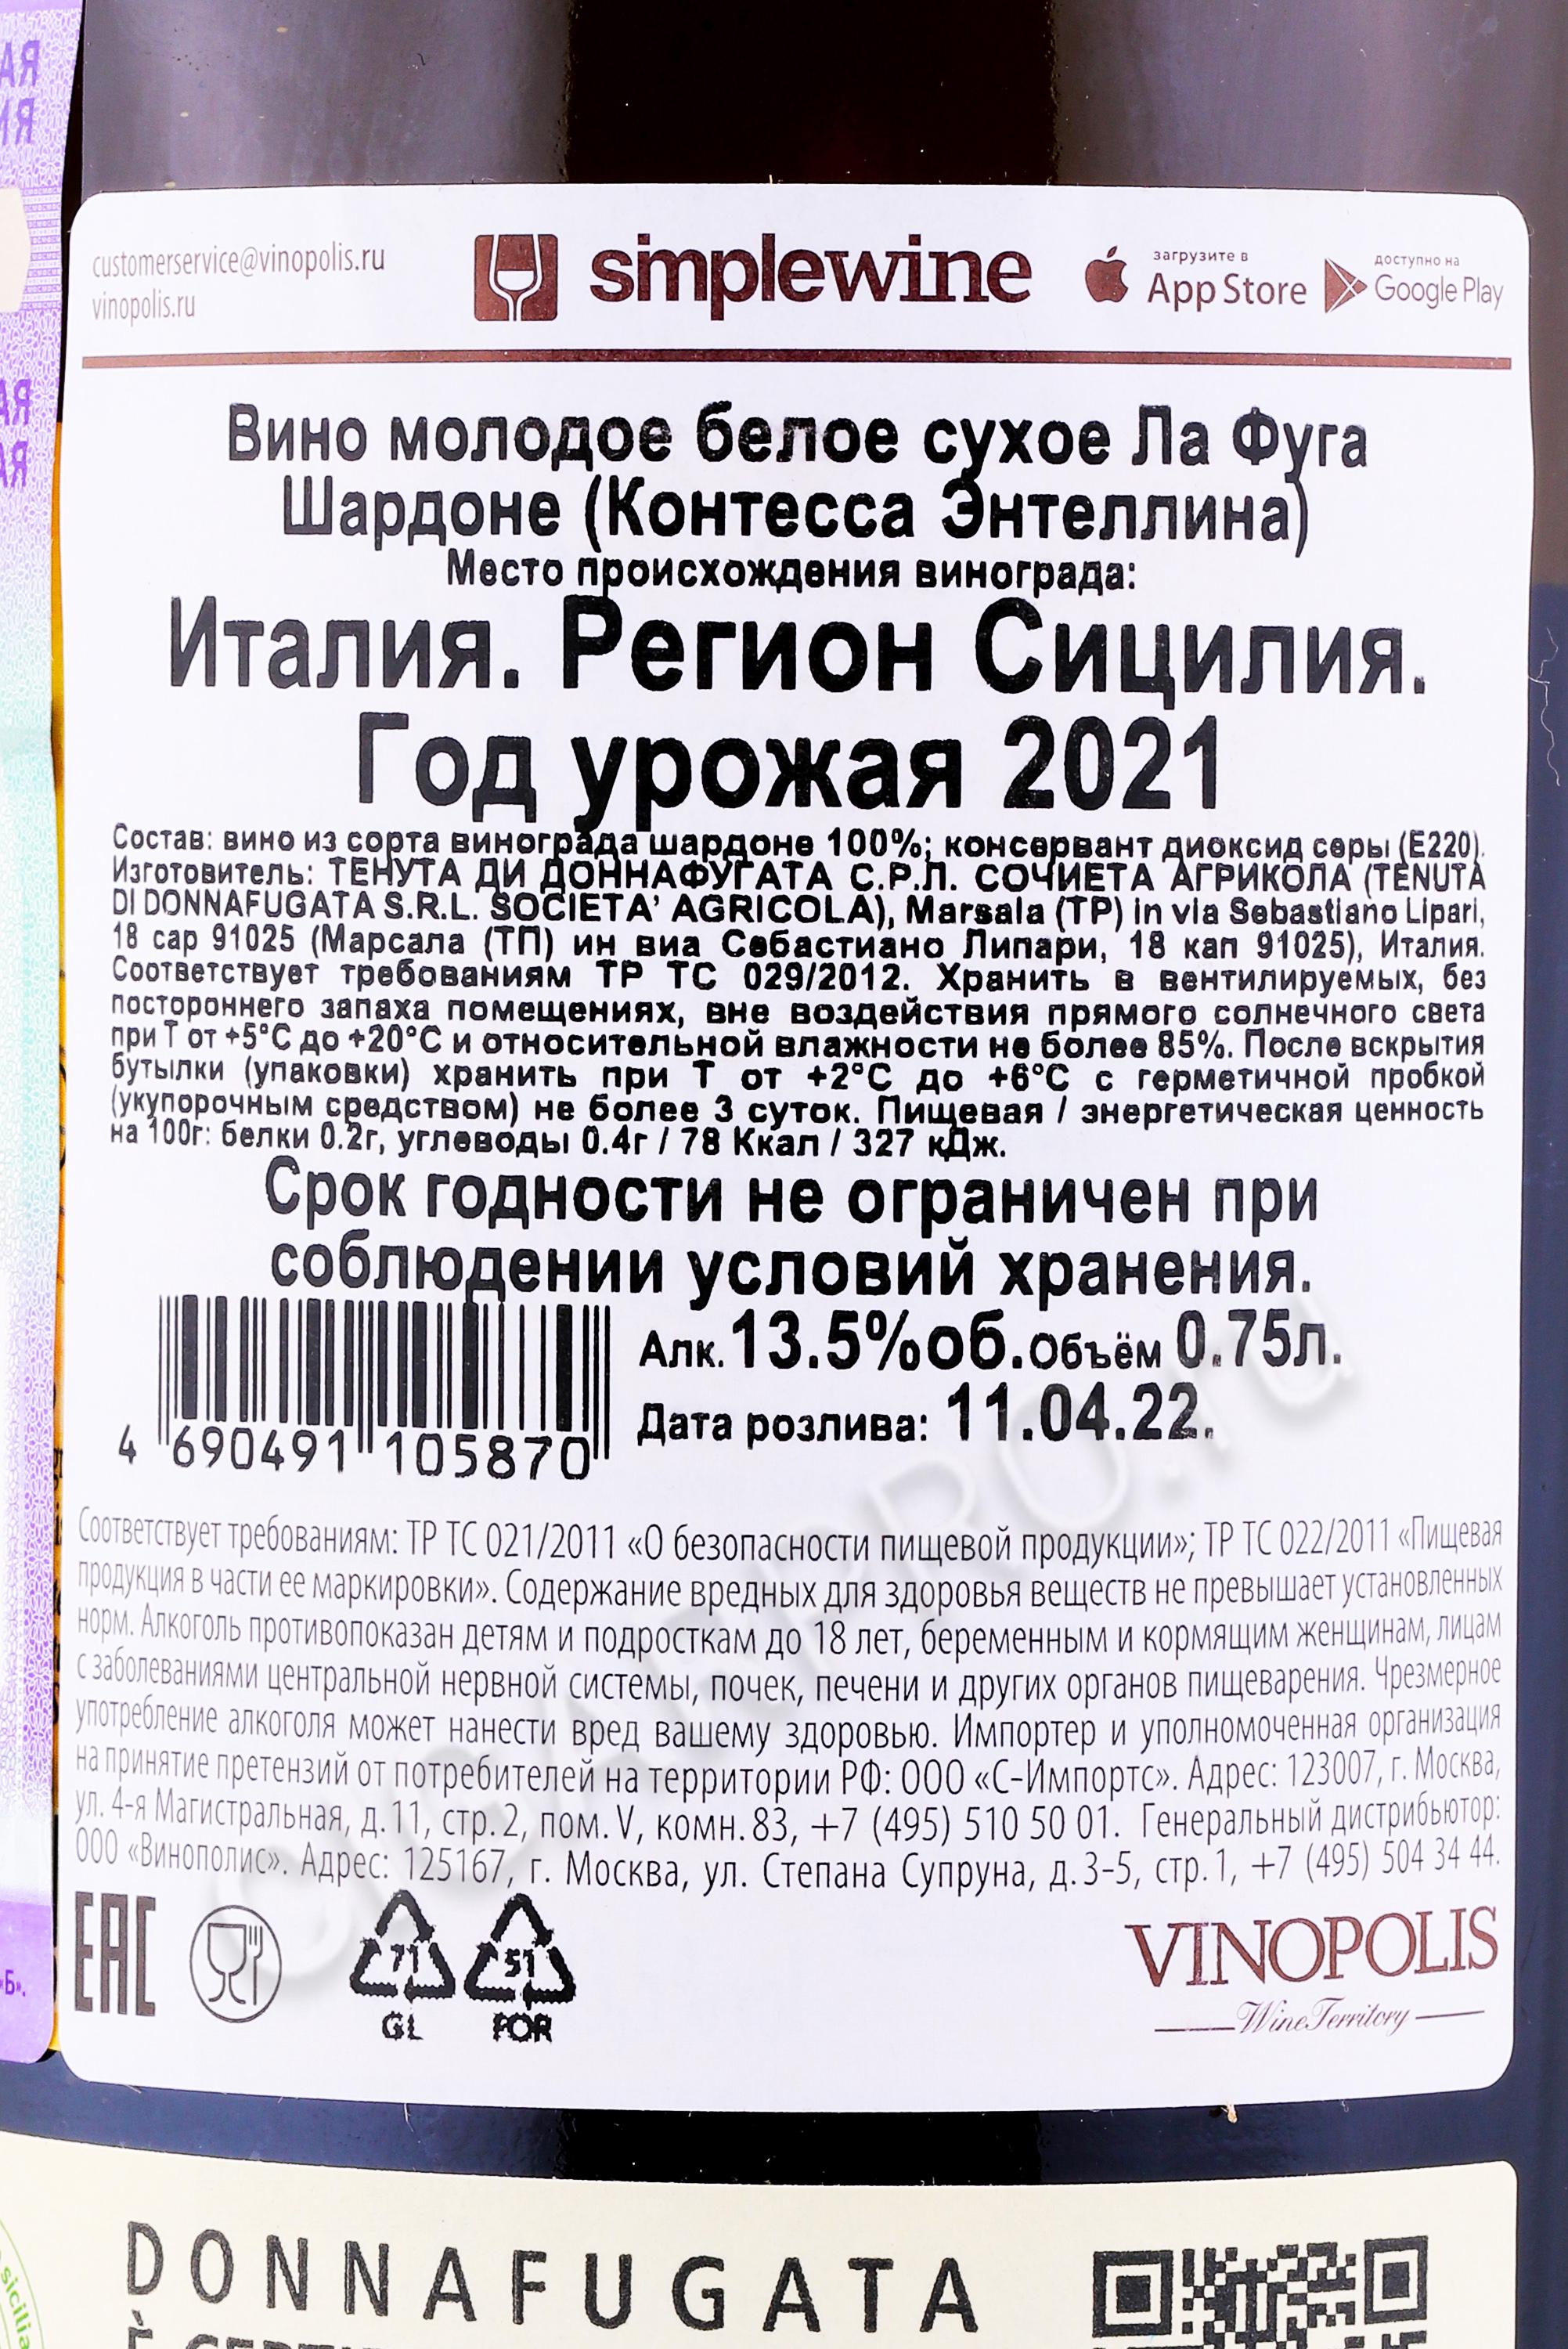 customerservice@vinopolis.ru
vinopolis.ru
smplewine
загрузите в
App Store
доступно на
Google Play
Вино молодое белое сухое Ла Фуга
Шардоне (Контесса Энтеллина)
Место происхождения винограда:
Италия. Регион Сицилия.
Год урожая 2021
Состав: вино из сорта винограда шардоне 100%; консервант диоксид серы (Е220).
Изготовитель: ТЕНУТА ДИ ДОННАФУГАТА С.Р.Л. СОЧИЕТА АГРИКОЛА (TENUTA
DI DONNAFUGATA S.R.L. SOCIETA’ AGRICOLA), Marsala (TP) in via Sebastiano Lipari,
18 cap 91025 (Марсала (ТП) ин виа Себастиано Липари, 18 кап 91025), Италия.
Соответствует требованиям ТР ТС 029/2012. Хранить в вентилируемых, без
постороннего запаха помещениях, вне воздействия прямого солнечного света
при Т от +5°С до +20°С и относительной влажности не более 85%. После вскрытия
бутылки (упаковки) хранить при Т от +2°С до +6°С с герметичной пробкой
(укупорочным средством) не более 3 суток. Пищевая / энергетическая ценность
на 100г: белки 0.2г, углеводы 0.4г / 78 Ккал / 327 кДж.
Срок годности не ограничен при
соблюдении условий хранения.
Алк. 13.5%об. Объём 0.75л.
Дата розлива: 11.04.22.
4 690491 105870
Соответствует требованиям: ТР ТС 021/2011 «О безопасности пищевой продукции»; ТР ТС 022/2011 «Пищевая
продукция в части ее маркировки». Содержание вредных для здоровья веществ не превышает установленных
норм. Алкоголь противопоказан детям и подросткам до 18 лет, беременным и кормящим женщинам, лицам
с заболеваниями центральной нервной системы, почек, печени и других органов пищеварения. Чрезмерное
употребление алкоголя может нанести вред вашему здоровью. Импортер и уполномоченная организация
на принятие претензий от потребителей на территории РФ: ООО «С-Импортс». Адрес: 123007, г. Москва,
ул. 4-я Магистральная, д. 11, стр. 2, пом. V, комн. 83, +7 (495) 510 50 01. Генеральный дистрибьютор:
ООО «Винополис». Адрес: 125167, г. Москва, ул. Степана Супруна, д. 3-5, стр. 1, +7 (495) 504 34 44.
EAC
71
GL
51
FOR
VINOPOLIS
Wine Territory
«Б».
DONNAFUGATA
sicilia